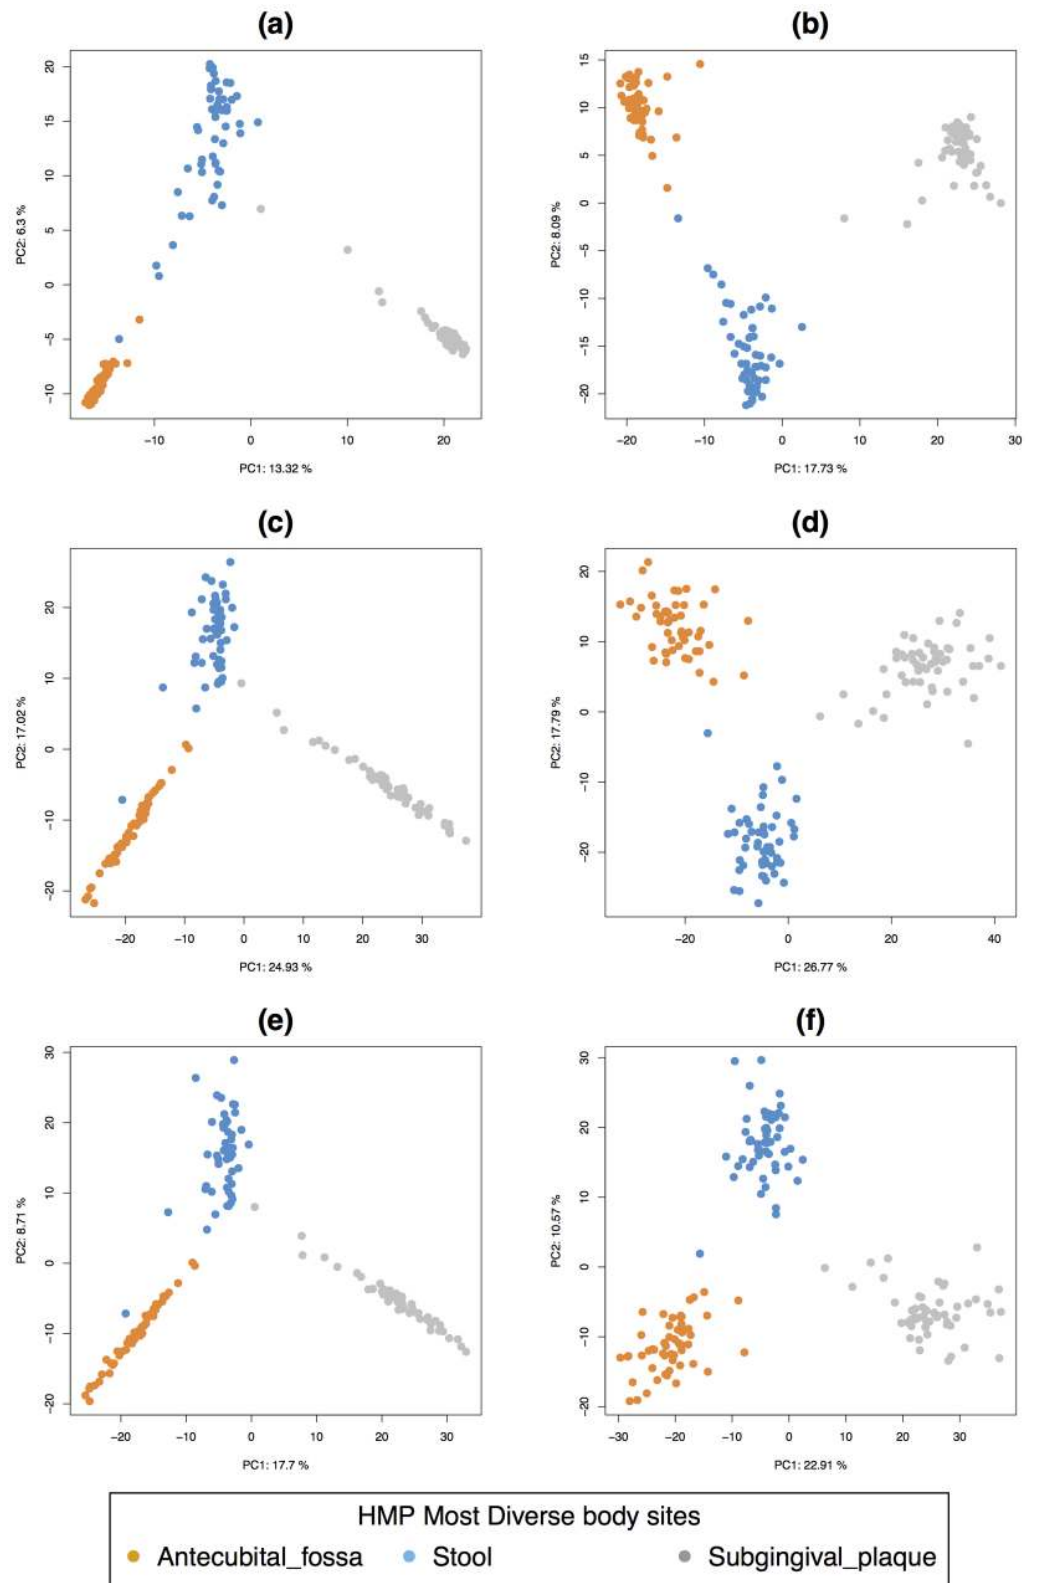 (a)
20
15
10
5
0
−5
−10
PC2: 6.3 %
−10 0 10 20
PC1: 13.32 %
(b)
15
10
5
0
−5
−10
−15
−20
PC2: 8.09 %
−20 −10 0 10 20 30
PC1: 17.73 %
(c)
20
10
0
−10
−20
PC2: 17.02 %
−20 −10 0 10 20 30
PC1: 24.93 %
(d)
20
10
0
−10
−20
PC2: 17.79 %
−20 0 20 40
PC1: 26.77 %
(e)
30
20
10
0
−10
−20
PC2: 8.71 %
−20 −10 0 10 20 30
PC1: 17.7 %
(f)
30
20
10
0
−10
−20
PC2: 10.57 %
−30 −20 −10 0 10 20 30
PC1: 22.91 %
HMP Most Diverse body sites
Antecubital_fossa Stool Subgingival_plaque